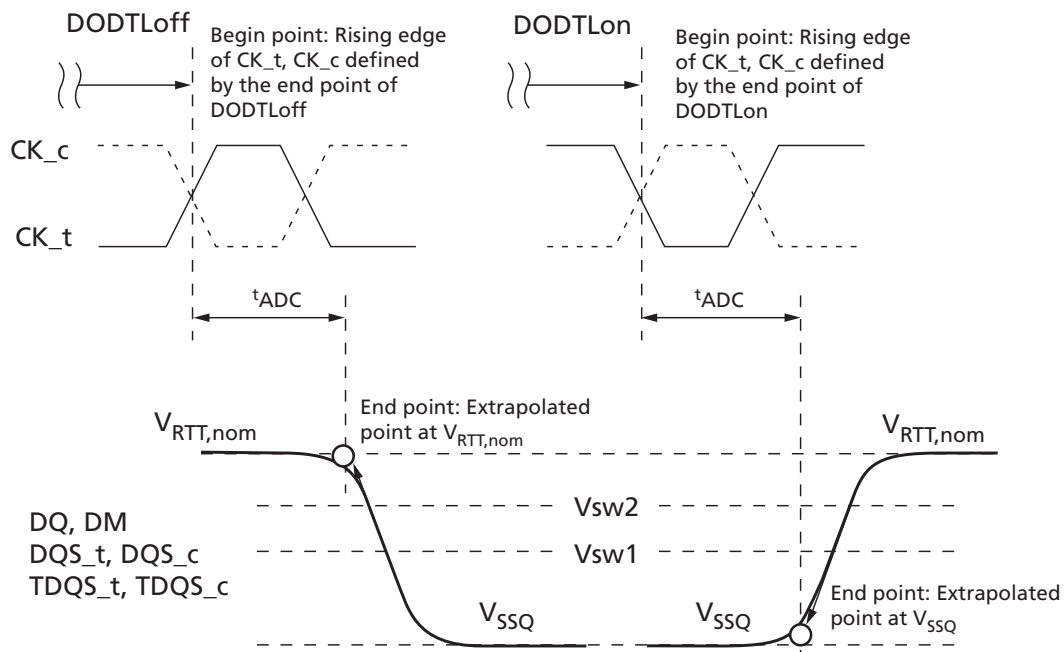 DODTLoff
Begin point: Rising edge
of CK_t, CK_c defined
by the end point of
DODTLoff
DODTLon
Begin point: Rising edge
of CK_t, CK_c defined
by the end point of
DODTLon
CK_c
CK_t
tADC
tADC
VRTT,nom
End point: Extrapolated
point at VRTT,nom
VRTT,nom
Vsw2
Vsw1
DQ, DM
DQS_t, DQS_c
TDQS_t, TDQS_c
VSSQ
VSSQ
End point: Extrapolated
point at VSSQ